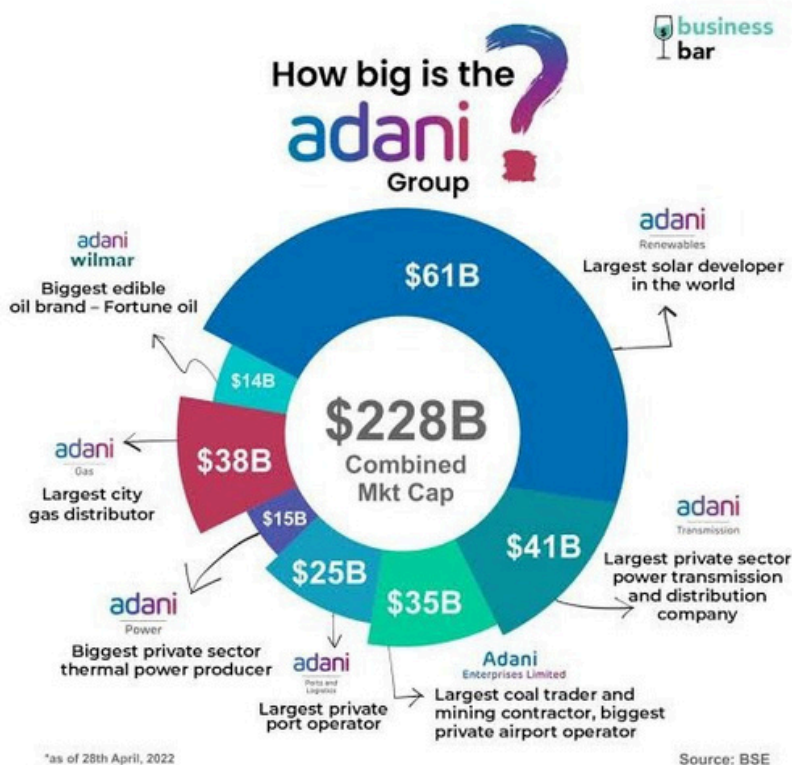 business
bar
How big is the
adani
Group
?
adani
wilmar
Biggest edible
oil brand – Fortune oil
adani
Renewables
Largest solar developer
in the world
$61B
$14B
$228B
Combined
Mkt Cap
adani
Gas
Largest city
gas distributor
$38B
adani
Transmission
Largest private sector
power transmission
and distribution
company
$41B
$15B
$25B
$35B
adani
Power
Biggest private sector
thermal power producer
adani
Ports and
Logistics
Largest private
port operator
Adani
Enterprises Limited
Largest coal trader and
mining contractor, biggest
private airport operator
*as of 28th April, 2022
Source: BSE